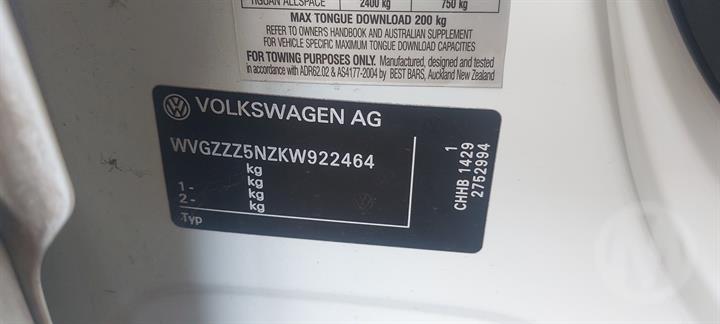 TIGUAN ALLSPACE 2400 kg 750 kg
MAX TONGUE DOWNLOAD 200 kg
REFER TO OWNER'S HANDBOOK AND AUSTRALIAN SUPPLEMENT
FOR VEHICLE SPECIFIC MAXIMUM TONGUE DOWNLOAD CAPACITIES
FOR TOWING PURPOSES ONLY. Manufactured, designed and tested
in accordance with ADR62.02 & AS4177-2004 by BEST BARS, Auckland New Zealand
VOLKSWAGEN AG
WVGZZZ5NZKW922464
kg
kg
1 - kg
2 - kg
Typ
1
CHHB 1429
2752994